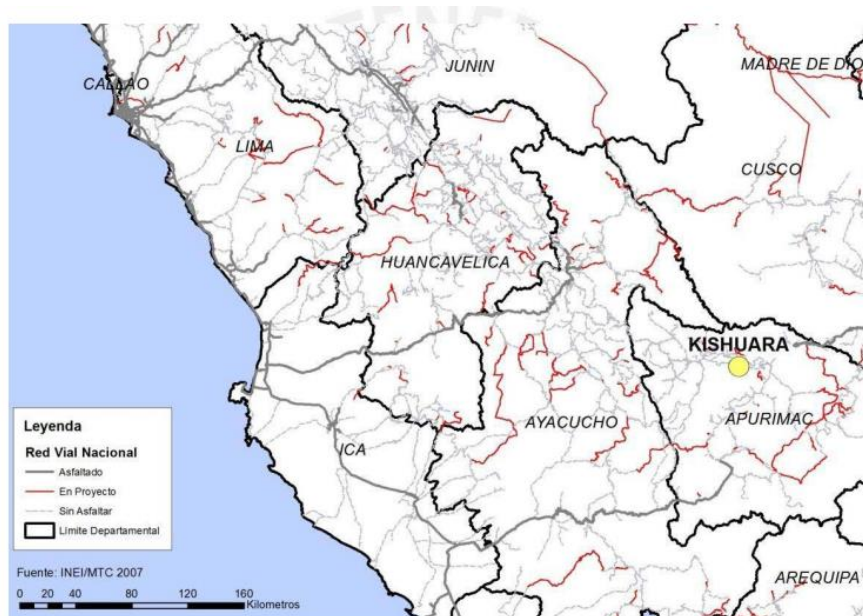 TENE
JUNIN
MADRE DE DIO
CALLAO
LIMA
CUSCO
HUANCAVELICA
KISHUARA
AYACUCHO
APURIMAC
ICA
AREQUIPA
Leyenda
Red Vial Nacional
Asfaltado
En Proyecto
Sin Asfaltar
Límite Departamental
Fuente: INEI/MTC 2007
0 20 40 80 120 160
Kilometros